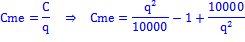 Cme = C/q ⇒ Cme = q²/10000 − 1 + 10000/q²